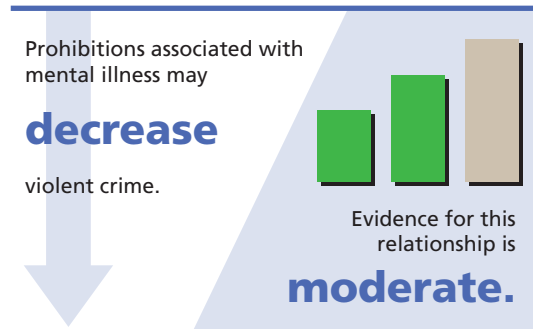 Prohibitions associated with
mental illness may
decrease
violent crime.
Evidence for this
relationship is
moderate.